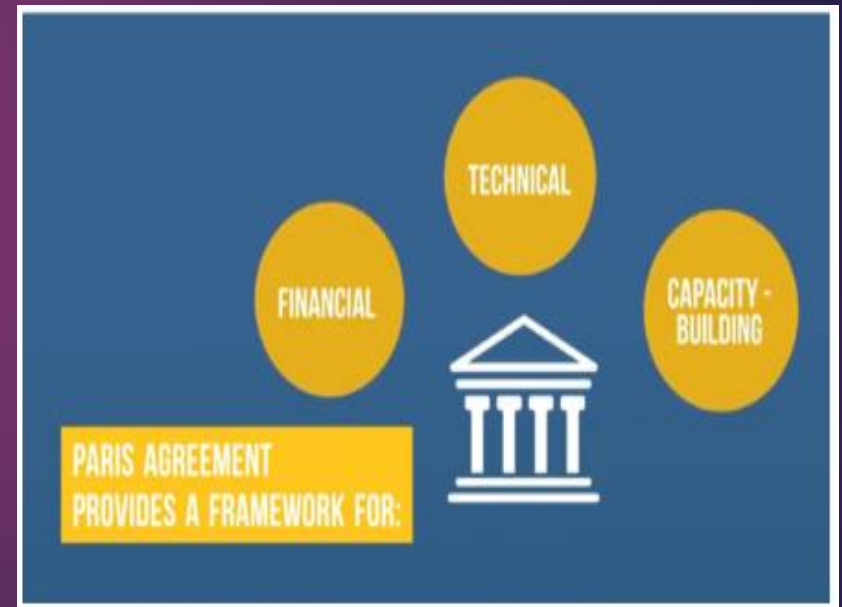 TECHNICAL
FINANCIAL
CAPACITY -
BUILDING
PARIS AGREEMENT
PROVIDES A FRAMEWORK FOR: